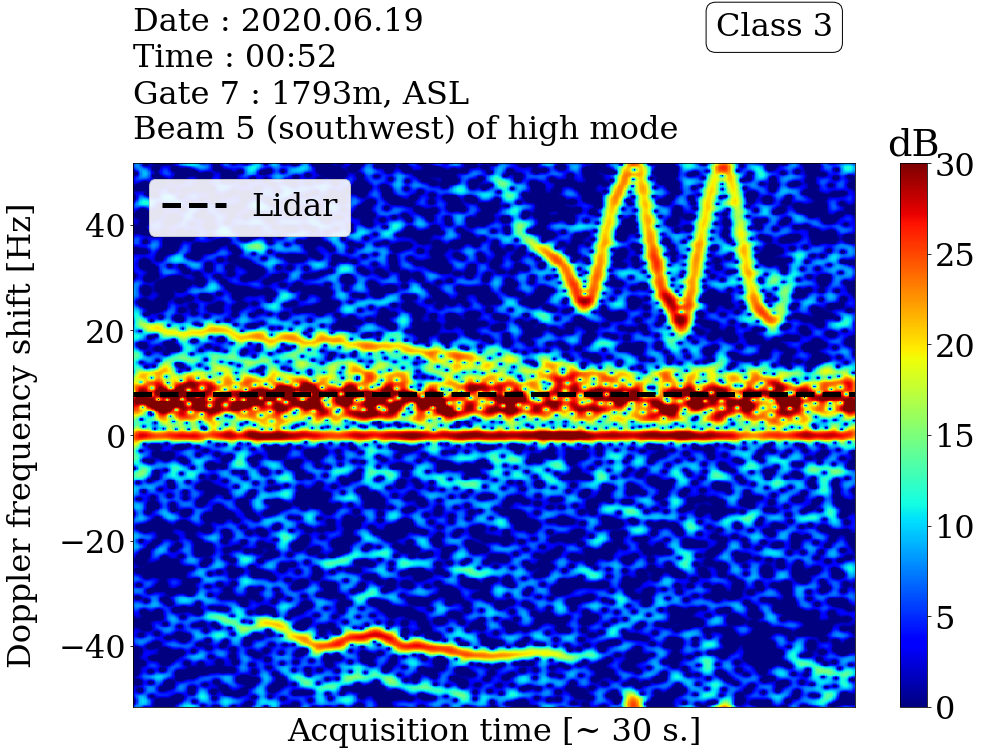 Date : 2020.06.19
Time : 00:52
Gate 7 : 1793m, ASL
Beam 5 (southwest) of high mode
Class 3
dB
Lidar
Doppler frequency shift [Hz]
40
20
0
−20
−40
Acquisition time [~ 30 s.]
30
25
20
15
10
5
0